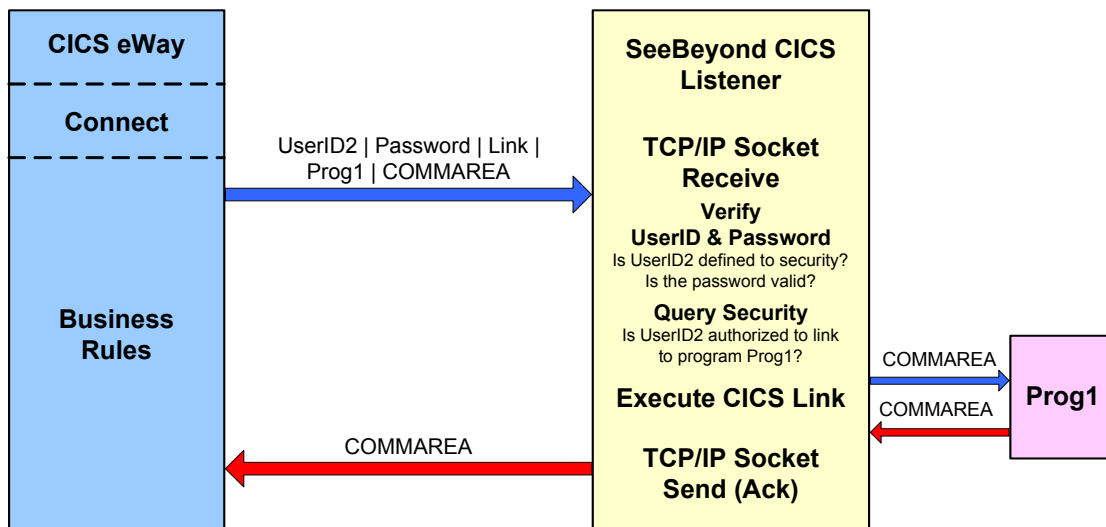 CICS eWay
Connect
Business
Rules
UserID2 | Password | Link |
Prog1 | COMMAREA
COMMAREA
SeeBeyond CICS
Listener
TCP/IP Socket
Receive
Verify
UserID & Password
Is UserID2 defined to security?
Is the password valid?
Query Security
Is UserID2 authorized to link
to program Prog1?
Execute CICS Link
TCP/IP Socket
Send (Ack)
COMMAREA
COMMAREA
Prog1